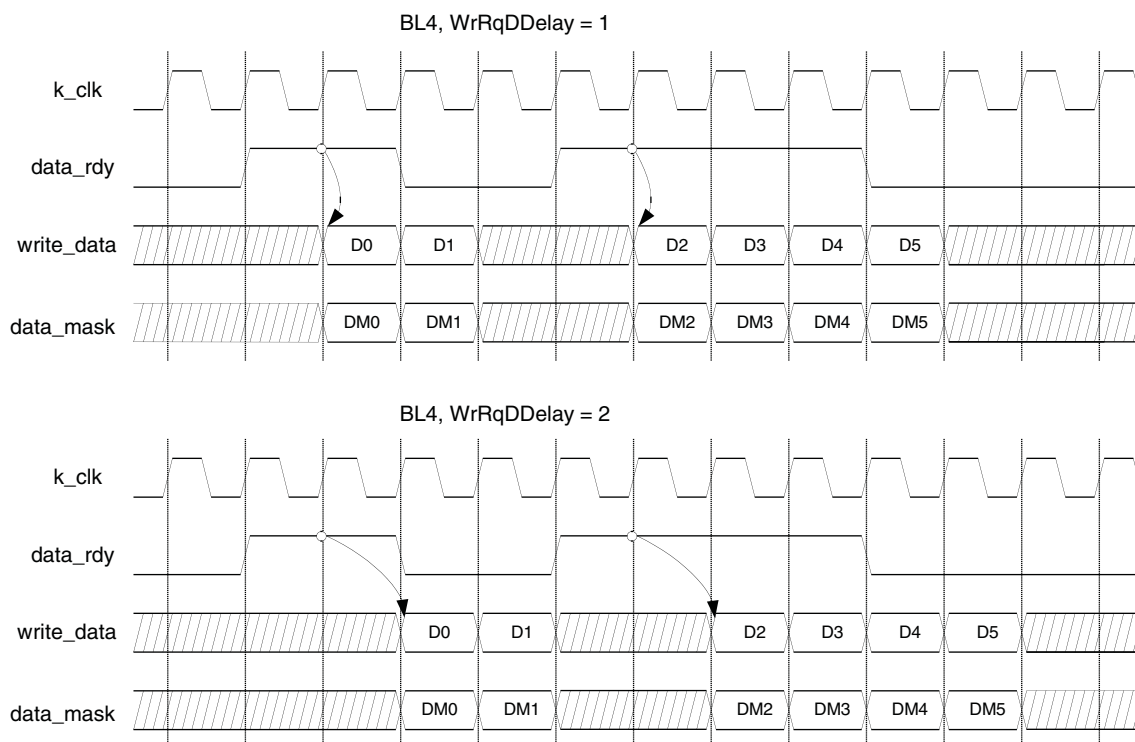 BL4, WrRqDDelay = 1
k_clk
data_rdy
write_data D0 D1 D2 D3 D4 D5
data_mask DM0 DM1 DM2 DM3 DM4 DM5
BL4, WrRqDDelay = 2
k_clk
data_rdy
write_data D0 D1 D2 D3 D4 D5
data_mask DM0 DM1 DM2 DM3 DM4 DM5